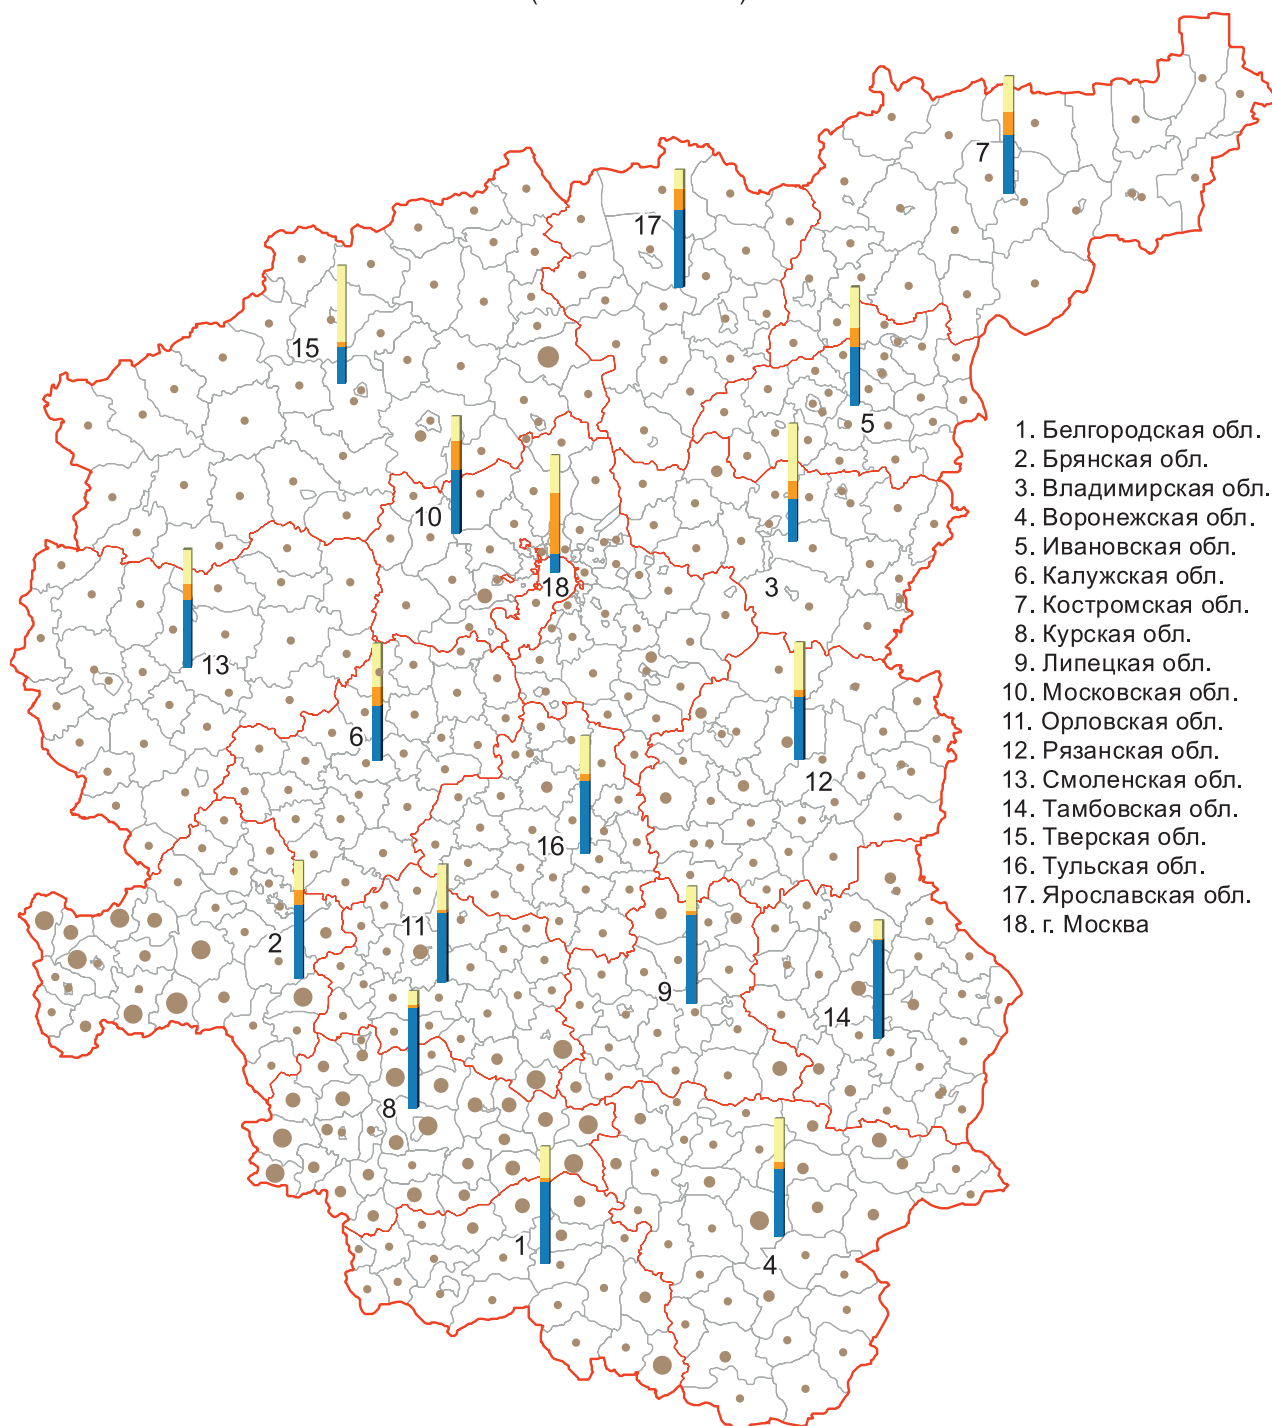 7
17
15
5
10
18
3
13
6
12
16
2
11
9
14
8
1
4
1. Белгородская обл.
2. Брянская обл.
3. Владимирская обл.
4. Воронежская обл.
5. Ивановская обл.
6. Калужская обл.
7. Костромская обл.
8. Курская обл.
9. Липецкая обл.
10. Московская обл.
11. Орловская обл.
12. Рязанская обл.
13. Смоленская обл.
14. Тамбовская обл.
15. Тверская обл.
16. Тульская обл.
17. Ярославская обл.
18. г. Москва